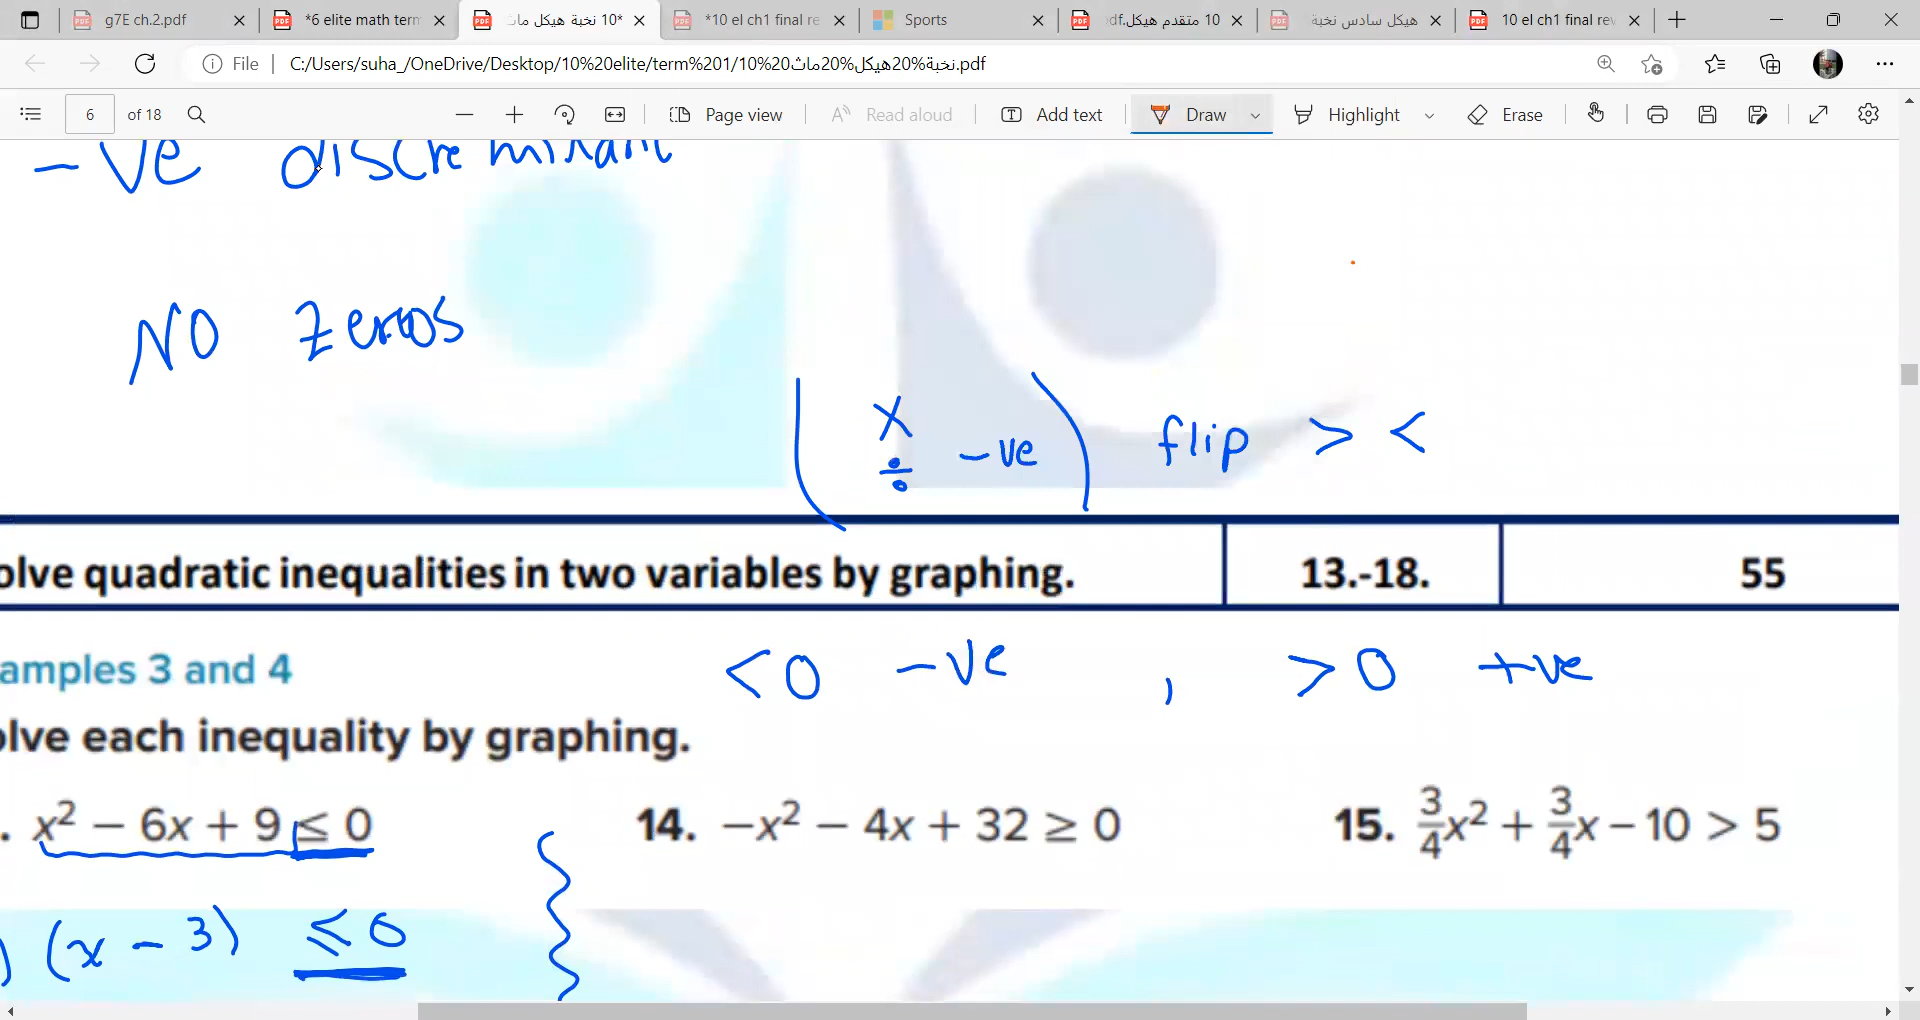 g7E ch.2.pdf
*6 elite math term
*10 نخبة هيكل ماث
*10 el ch1 final re
Sports
10 متقدم هيكل.pdf
هيكل سادس نخبة
10 el ch1 final rev
File
C:/Users/suha_/OneDrive/Desktop/10%20elite/term%201/10%20نخبة%20هيكل%20ماث.pdf
6 of 18
Page view
Read aloud
Add text
Draw
Highlight
Erase
-ve discreminant
No zeros
× ÷ -ve flip > <
olve quadratic inequalities in two variables by graphing. 13.-18. 55
amples 3 and 4
<0 -ve , >0 +ve
olve each inequality by graphing.
. x² − 6x + 9 ≤ 0
14. −x² − 4x + 32 ≥ 0
15. 3/4x² + 3/4x − 10 > 5
) (x − 3) ≤ 0